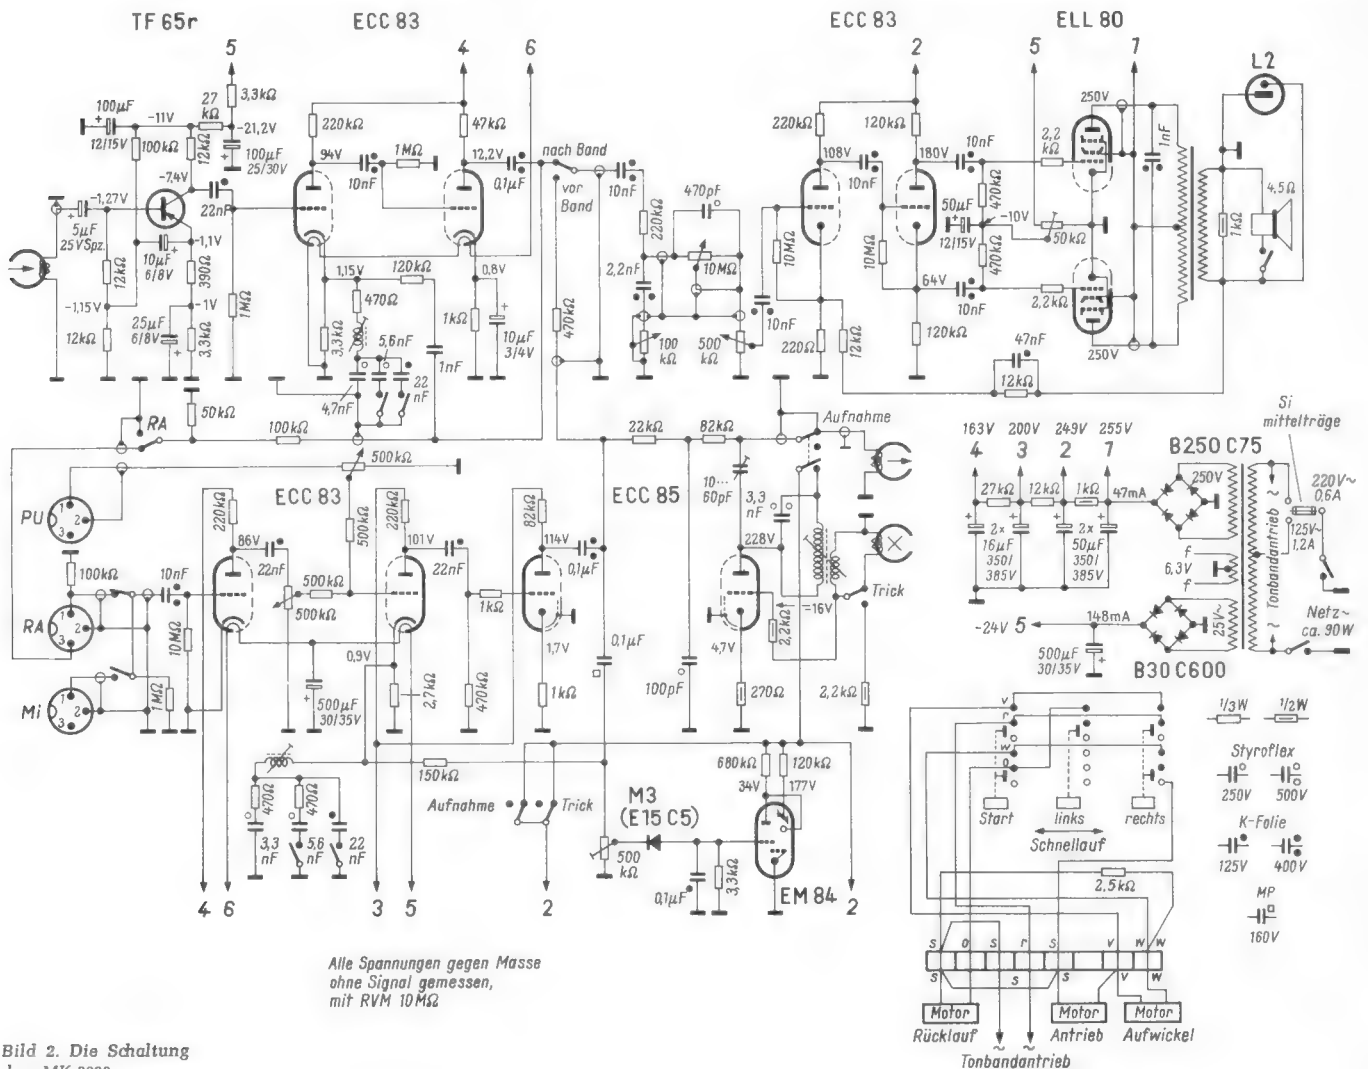 TF 65r
ECC 83
ECC 83
ELL 80
5
4
6
2
5
7
L2
100µF
12/15V
-11V
27
kΩ
3,3kΩ
-21,2V
100kΩ
12kΩ
100µF
25/30V
-7,4V
-1,27V
5µF
25V Spz.
22nF
-1,1V
10µF
6/8V
12kΩ
390Ω
-1,15V
-1V
12kΩ
25µF
6/8V
3,3kΩ
1MΩ
220kΩ
94V
10nF
1MΩ
47kΩ
12,2V
0,1µF
nach Band
vor
Band
10nF
1,15V
120kΩ
0,8V
470Ω
3,3kΩ
5,6nF
4,7nF
22
nF
1nF
1kΩ
10µF
3/4V
470kΩ
220kΩ
470pF
10MΩ
2,2nF
100
kΩ
500
kΩ
10nF
220kΩ
120kΩ
108V
10nF
180V
10nF
10MΩ
10MΩ
50µF
12/15V
-10V
470kΩ
470kΩ
64V
10nF
220Ω
12kΩ
120kΩ
2,2
kΩ
250V
1nF
50kΩ
2,2kΩ
250V
47nF
12kΩ
1kΩ
4,5Ω
RA
50kΩ
100kΩ
500kΩ
PU
1
2
3
RA
1
2
3
Mi
1
2
3
100kΩ
10nF
10MΩ
1MΩ
ECC 83
220kΩ
86V
22nF
500kΩ
500kΩ
500kΩ
220kΩ
101V
22nF
0,9V
500µF
30/35V
2,7kΩ
470kΩ
1kΩ
ECC 85
82kΩ
114V
0,1µF
1,7V
1kΩ
0,1µF
22kΩ
82kΩ
10...
60pF
3,3
nF
228V
100pF
4,7V
270Ω
=16V
2,2kΩ
2,2kΩ
Aufnahme
Trick
470Ω
470Ω
3,3
nF
5,6
nF
22
nF
150kΩ
Aufnahme
Trick
M3
(E15 C5)
500
kΩ
0,1µF
3,3kΩ
680kΩ
120kΩ
34V
177V
EM 84
4
6
3
5
2
2
163V
200V
249V
255V
4
3
2
7
27kΩ
12kΩ
1kΩ
47mA
2x
16µF
350/
385V
2x
50µF
350/
385V
B250 C75
250V
f
6,3V
f
25V~
Tonbandantrieb ~
Si
mittelträge
220V~
0,6A
125V~
1,2A
Netz~
ca. 90W
-24V
5
148mA
500µF
30/35V
B30 C600
v
r
w
o
Start
links
rechts
Schnellauf
2,5kΩ
s
o
s
r
s
v
w
w
s
s
s
v
w
Motor
Motor
Motor
Rücklauf
Antrieb
Aufwickel
~
~
Tonbandantrieb
1/3W
1/2W
Styroflex
250V
500V
K-Folie
125V
400V
MP
160V
Alle Spannungen gegen Masse
ohne Signal gemessen,
mit RVM 10MΩ
Bild 2. Die Schaltung